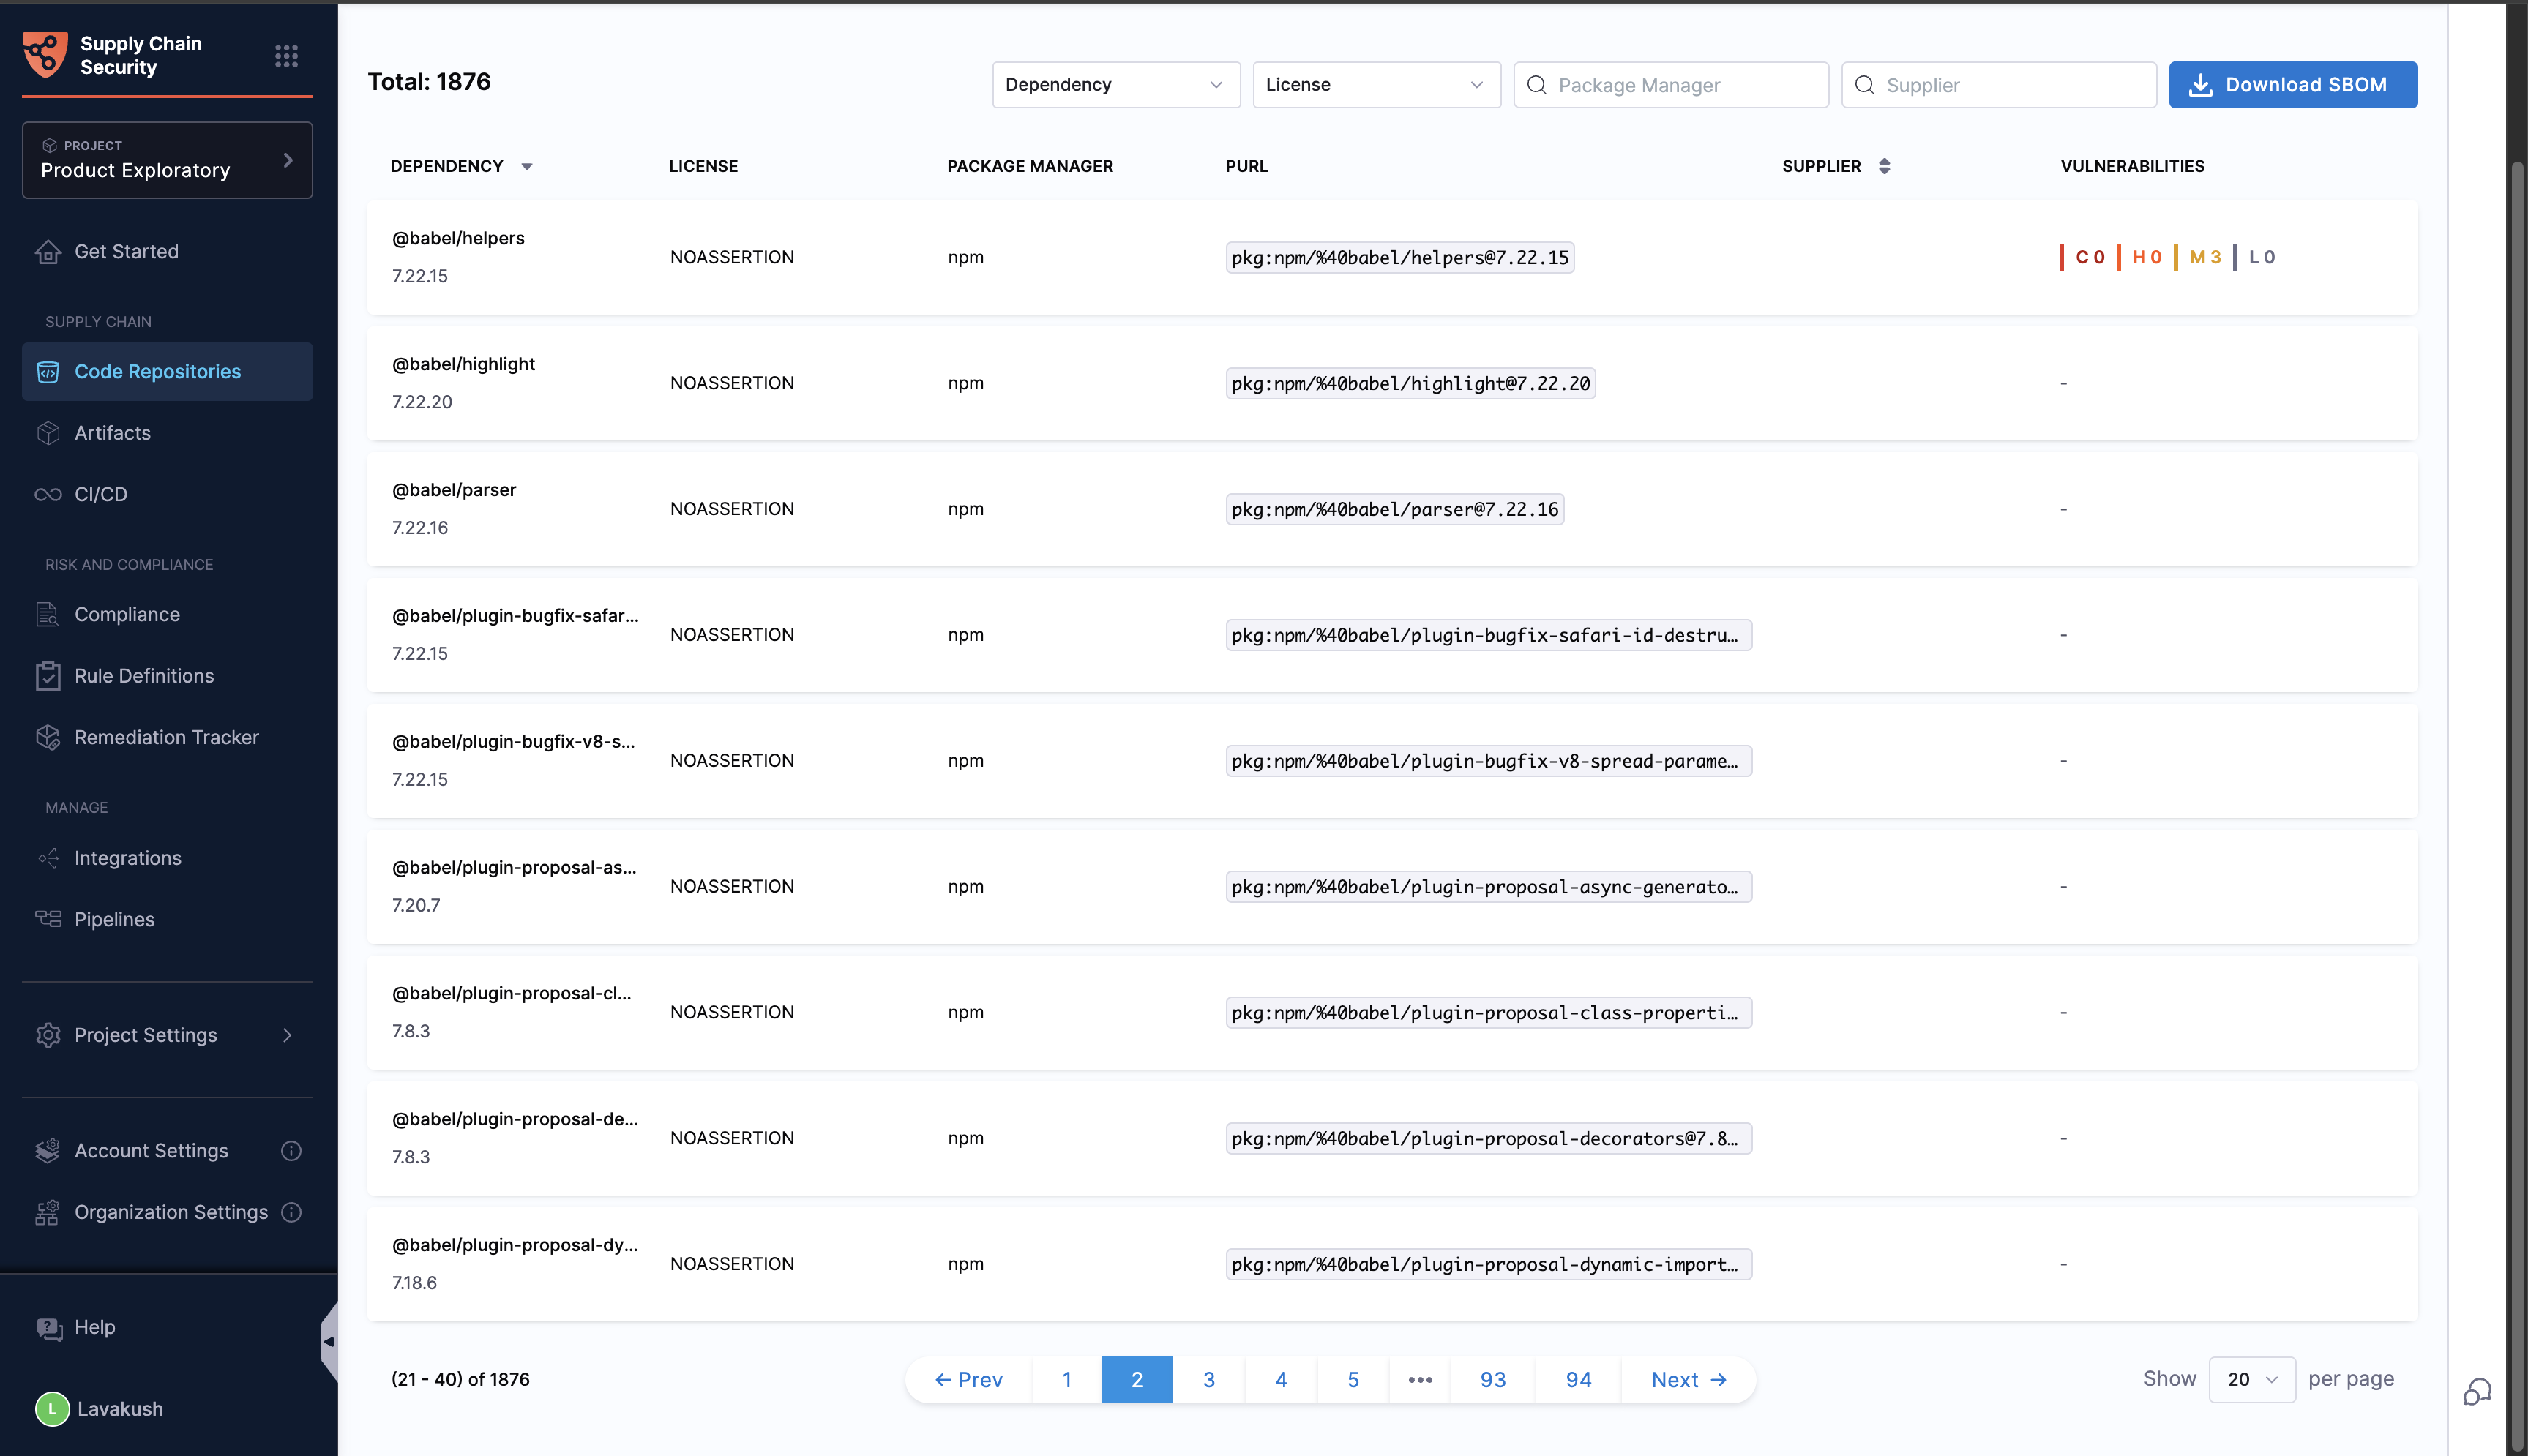 Supply Chain
Security
PROJECT
Product Exploratory
Get Started
SUPPLY CHAIN
Code Repositories
Artifacts
CI/CD
RISK AND COMPLIANCE
Compliance
Rule Definitions
Remediation Tracker
MANAGE
Integrations
Pipelines
Project Settings
Account Settings
Organization Settings
Help
L Lavakush
Total: 1876
Dependency
License
Package Manager
Supplier
Download SBOM
DEPENDENCY LICENSE PACKAGE MANAGER PURL SUPPLIER VULNERABILITIES
@babel/helpers
7.22.15
NOASSERTION npm pkg:npm/%40babel/helpers@7.22.15 C 0 H 0 M 3 L 0
@babel/highlight
7.22.20
NOASSERTION npm pkg:npm/%40babel/highlight@7.22.20 -
@babel/parser
7.22.16
NOASSERTION npm pkg:npm/%40babel/parser@7.22.16 -
@babel/plugin-bugfix-safar...
7.22.15
NOASSERTION npm pkg:npm/%40babel/plugin-bugfix-safari-id-destru... -
@babel/plugin-bugfix-v8-s...
7.22.15
NOASSERTION npm pkg:npm/%40babel/plugin-bugfix-v8-spread-parame... -
@babel/plugin-proposal-as...
7.20.7
NOASSERTION npm pkg:npm/%40babel/plugin-proposal-async-generato... -
@babel/plugin-proposal-cl...
7.8.3
NOASSERTION npm pkg:npm/%40babel/plugin-proposal-class-properti... -
@babel/plugin-proposal-de...
7.8.3
NOASSERTION npm pkg:npm/%40babel/plugin-proposal-decorators@7.8... -
@babel/plugin-proposal-dy...
7.18.6
NOASSERTION npm pkg:npm/%40babel/plugin-proposal-dynamic-import... -
(21 - 40) of 1876
← Prev 1 2 3 4 5 ••• 93 94 Next →
Show 20 per page